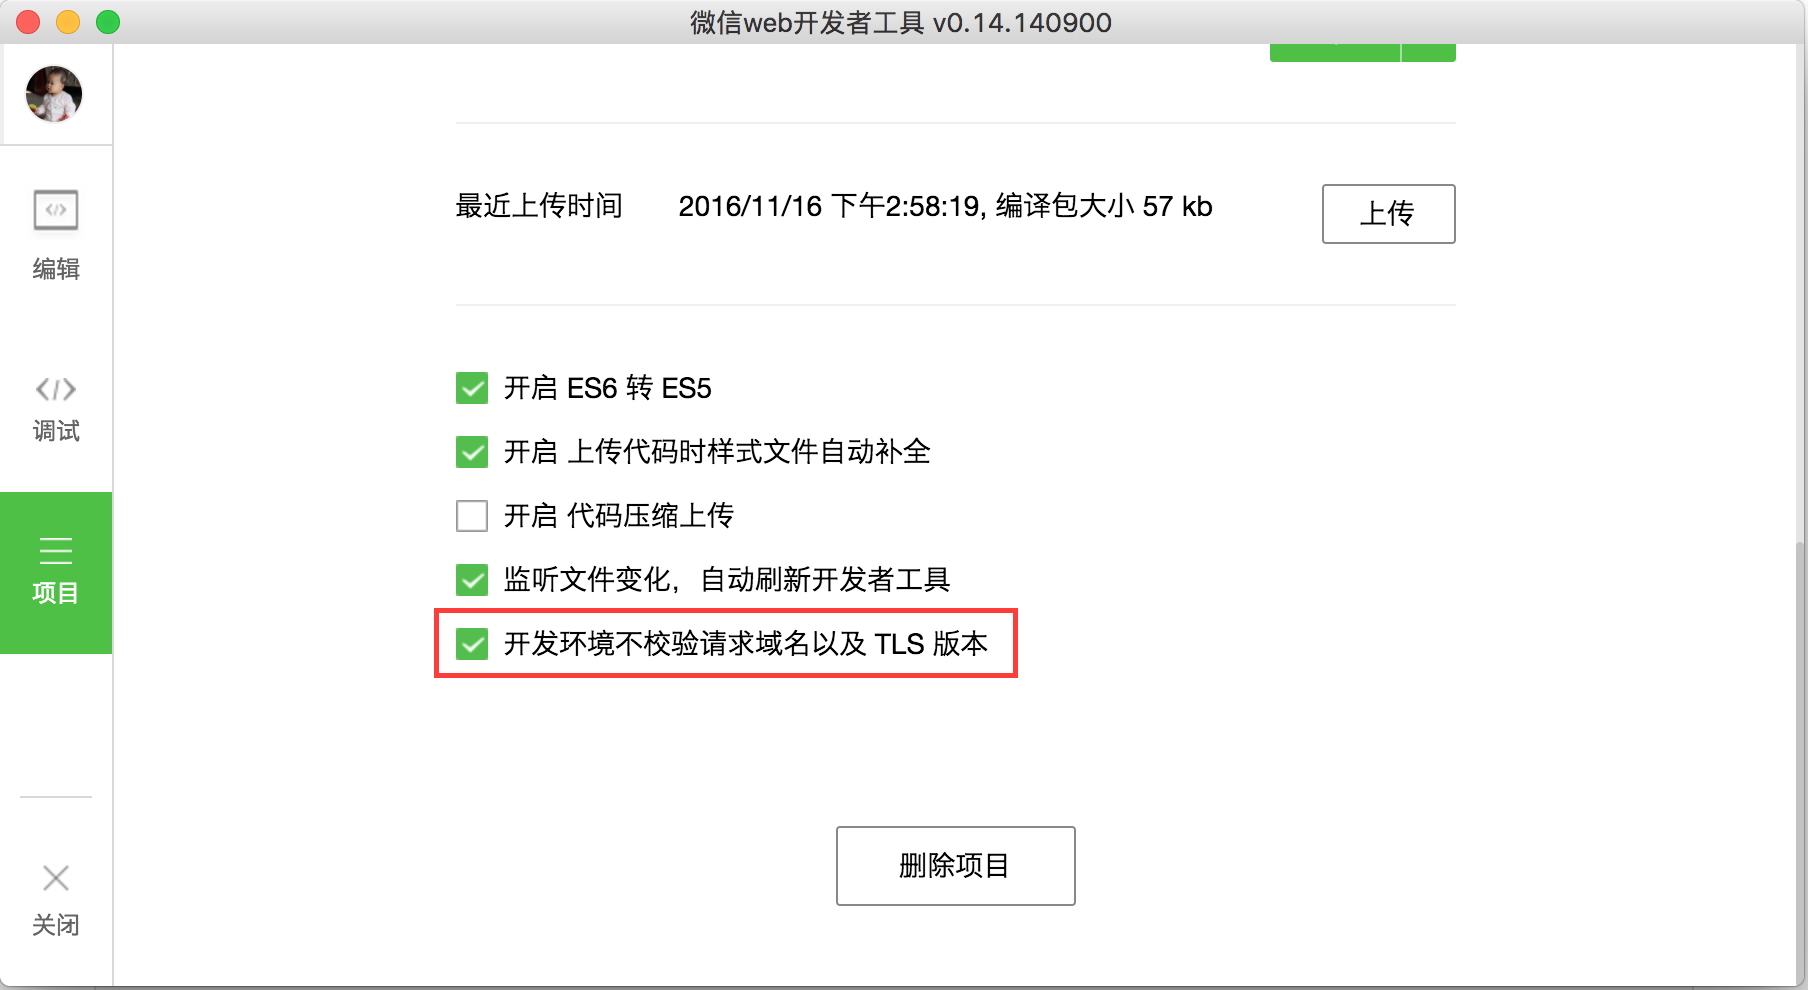 微信web开发者工具 v0.14.140900
最近上传时间 2016/11/16 下午2:58:19, 编译包大小 57 kb
上传
编辑
开启 ES6 转 ES5
调试
开启 上传代码时样式文件自动补全
开启 代码压缩上传
项目
监听文件变化，自动刷新开发者工具
开发环境不校验请求域名以及 TLS 版本
删除项目
关闭